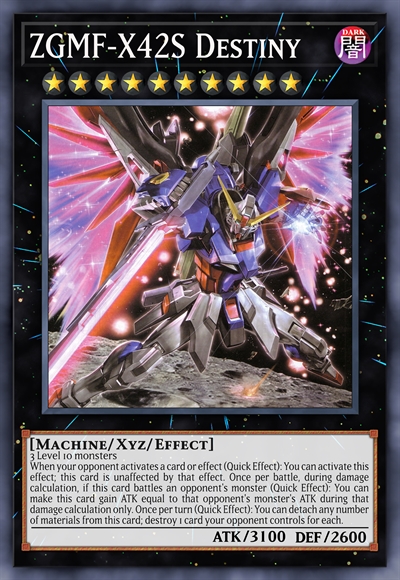 ZGMF-X42S Destiny
DARK
闇
[Machine/Xyz/Effect]
3 Level 10 monsters
When your opponent activates a card or effect (Quick Effect): You can activate this
effect; this card is unaffected by that effect. Once per battle, during damage
calculation, if this card battles an opponent's monster (Quick Effect): You can
make this card gain ATK equal to that opponent's monster's ATK during that
damage calculation only. Once per turn (Quick Effect): You can detach any number
of materials from this card; destroy 1 card your opponent controls for each.
ATK/3100 DEF/2600